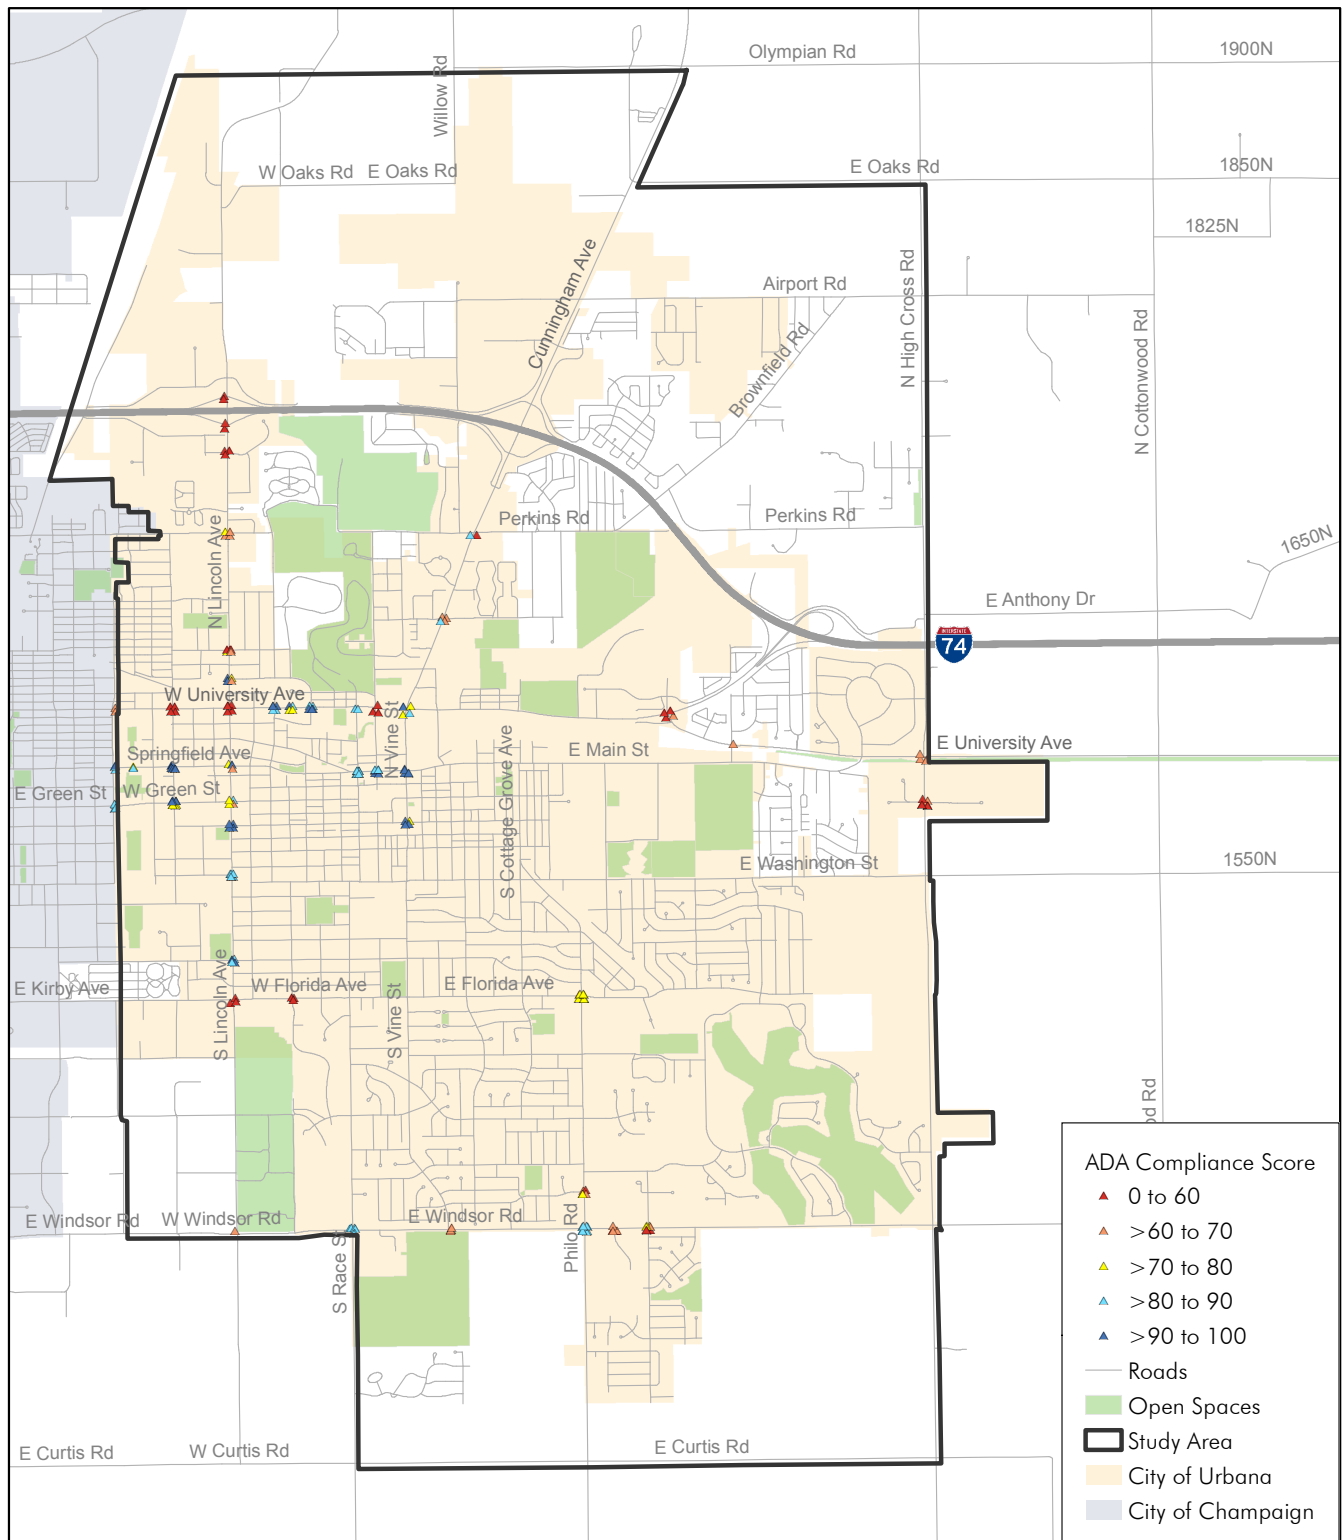 Olympian Rd
1900N
Willow Rd
W Oaks Rd
E Oaks Rd
E Oaks Rd
1850N
1825N
Cunningham Ave
Airport Rd
N High Cross Rd
Brownfield Rd
N Cottonwood Rd
N Lincoln Ave
Perkins Rd
Perkins Rd
1650N
E Anthony Dr
INTERSTATE
74
W University Ave
N Vine St
Springfield Ave
E Main St
E University Ave
E Green St
W Green St
S Cottage Grove Ave
E Washington St
1550N
S Lincoln Ave
E Kirby Ave
W Florida Ave
E Florida Ave
S Vine St
od Rd
E Windsor Rd
W Windsor Rd
E Windsor Rd
S Race St
Philo Rd
E Curtis Rd
W Curtis Rd
E Curtis Rd
ADA Compliance Score
0 to 60
>60 to 70
>70 to 80
>80 to 90
>90 to 100
Roads
Open Spaces
Study Area
City of Urbana
City of Champaign